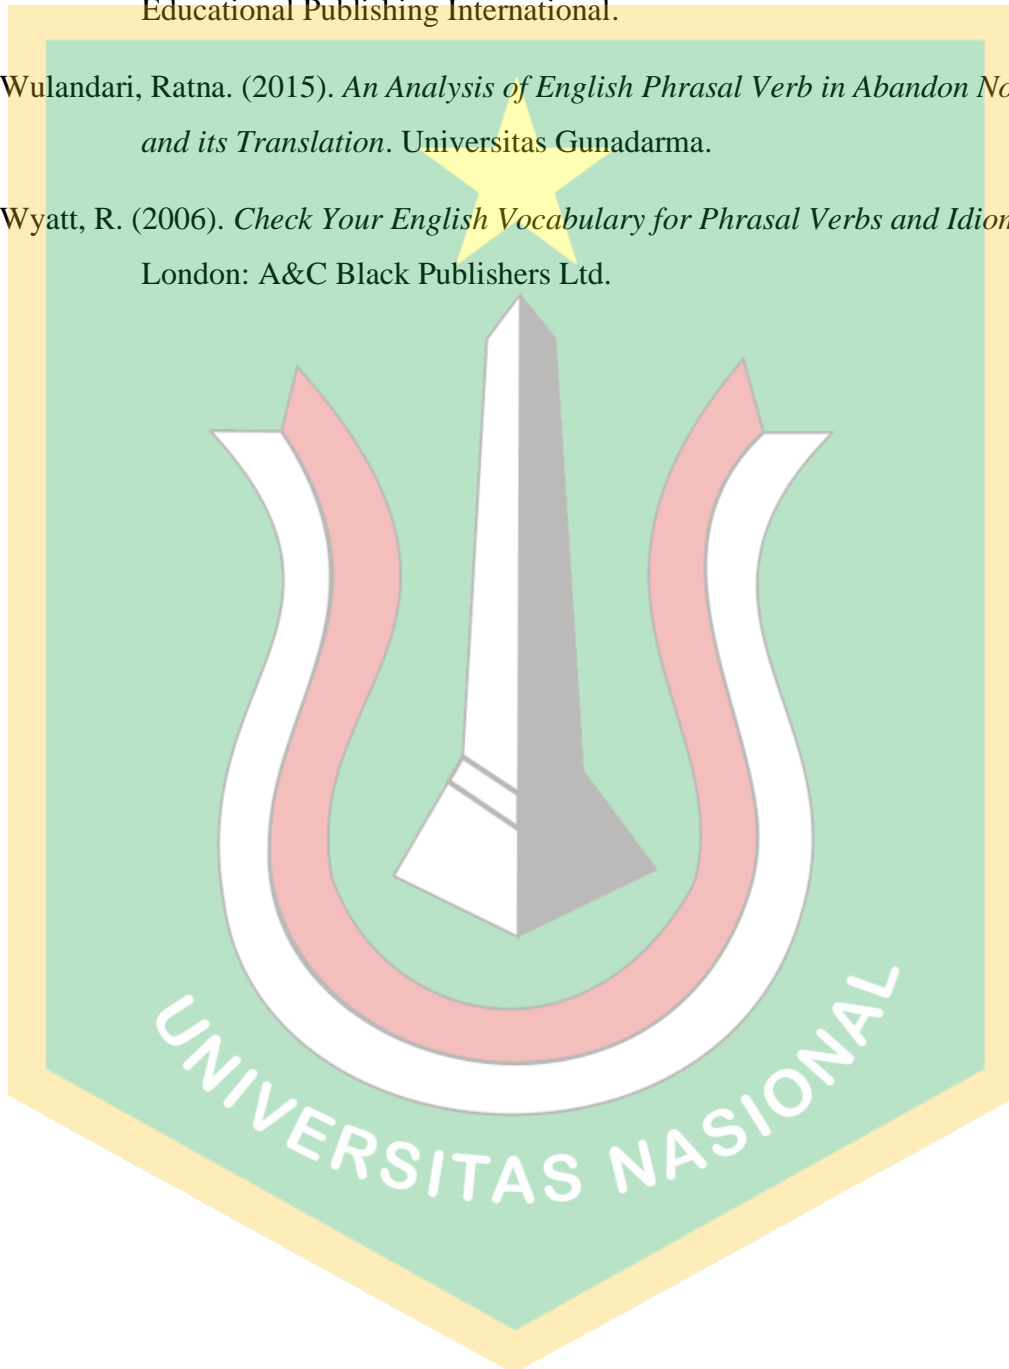 Educational Publishing International.
Wulandari, Ratna. (2015). An Analysis of English Phrasal Verb in Abandon No
and its Translation. Universitas Gunadarma.
Wyatt, R. (2006). Check Your English Vocabulary for Phrasal Verbs and Idiom
London: A&C Black Publishers Ltd.
UNIVERSITAS NASIONAL